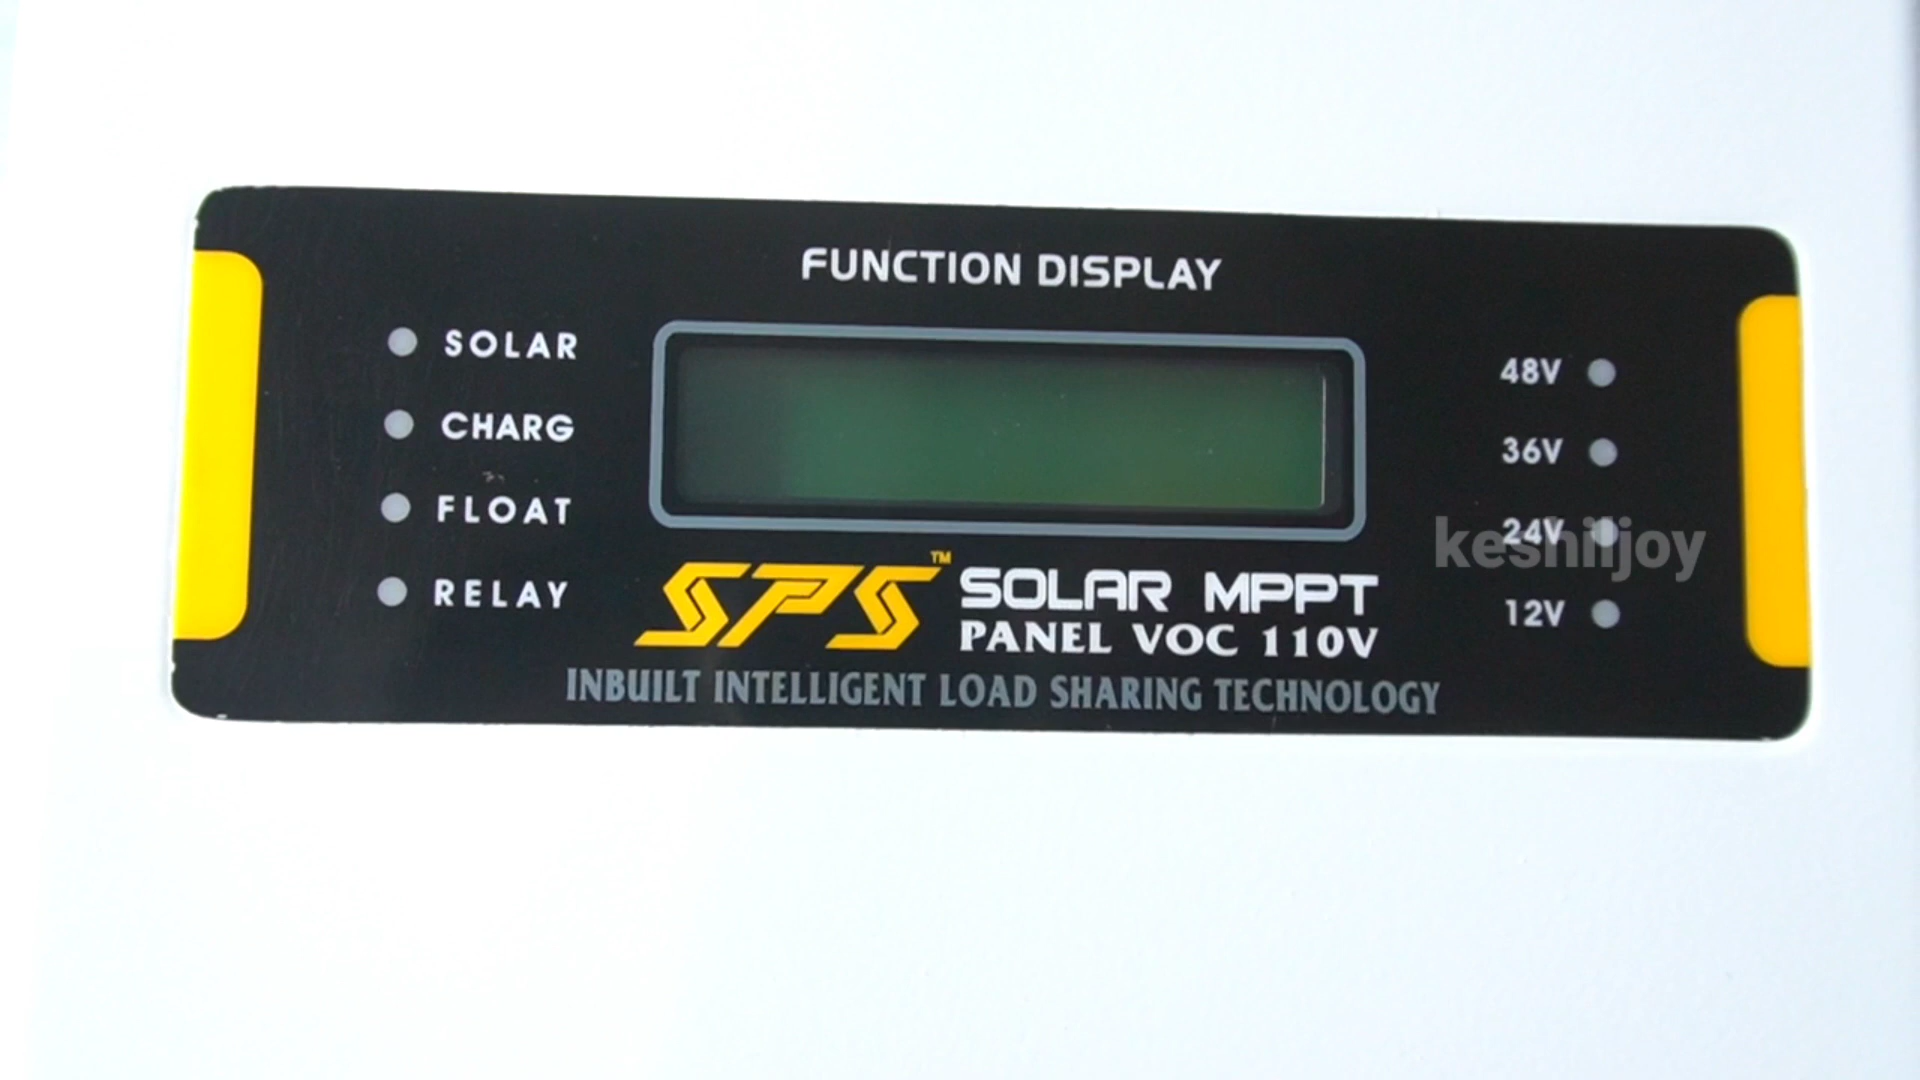 FUNCTION DISPLAY
SOLAR
CHARG
FLOAT
RELAY
48V
36V
24V
12V
keshiljoy
SPS™ SOLAR MPPT
PANEL VOC 110V
INBUILT INTELLIGENT LOAD SHARING TECHNOLOGY